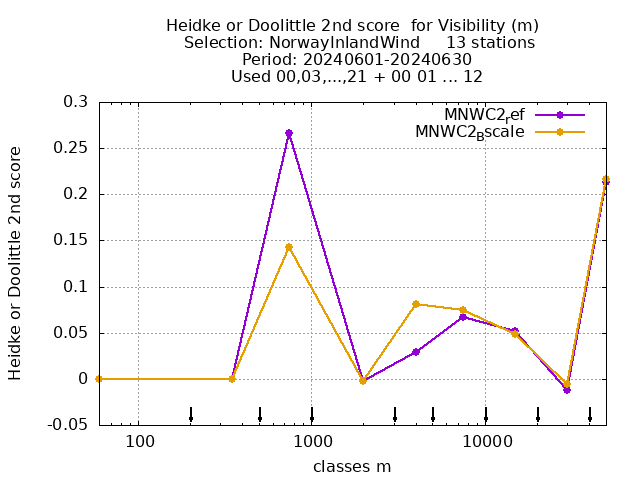 Heidke or Doolittle 2nd score  for Visibility (m)
Selection: NorwayInlandWind     13 stations
Period: 20240601-20240630
Used 00,03,...,21 + 00 01 ... 12
MNWC2_ref
MNWC2_Bscale
Heidke or Doolittle 2nd score
0.3
0.25
0.2
0.15
0.1
0.05
0
-0.05
100 1000 10000
classes m